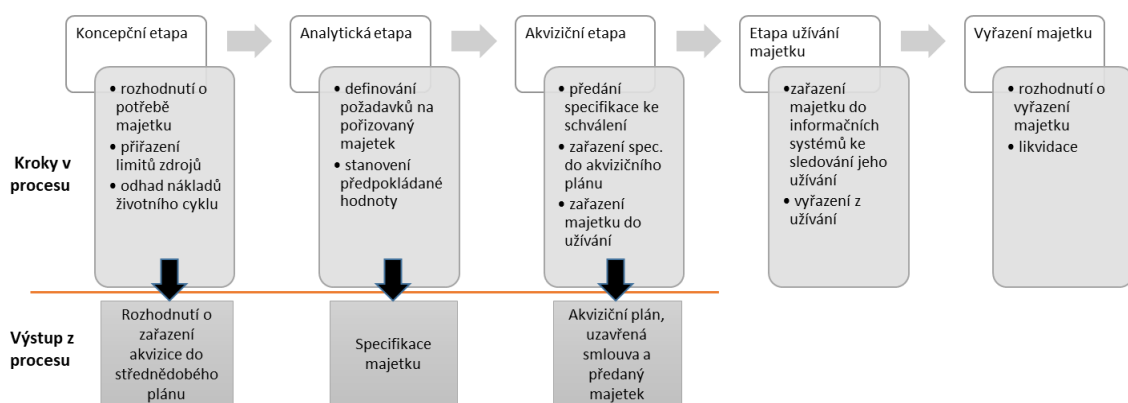 Koncepční etapa
Analytická etapa
Akviziční etapa
Etapa užívání
majetku
Vyřazení majetku
Kroky v
procesu
• rozhodnutí o
potřebě
majetku
• přiřazení
limitů zdrojů
• odhad nákladů
životního cyklu
• definování
požadavků na
pořizovaný
majetek
• stanovení
předpokládané
hodnoty
• předání
specifikace ke
schválení
• zařazení spec.
do akvizičního
plánu
• zařazení
majetku do
užívání
•zařazení
majetku do
informačních
systémů ke
sledování jeho
užívání
• vyřazení z
užívání
• rozhodnutí o
vyřazení
majetku
• likvidace
Výstup z
procesu
Rozhodnutí o
zařazení
akvizice do
střednědobého
plánu
Specifikace
majetku
Akviziční plán,
uzavřená
smlouva a
předaný
majetek